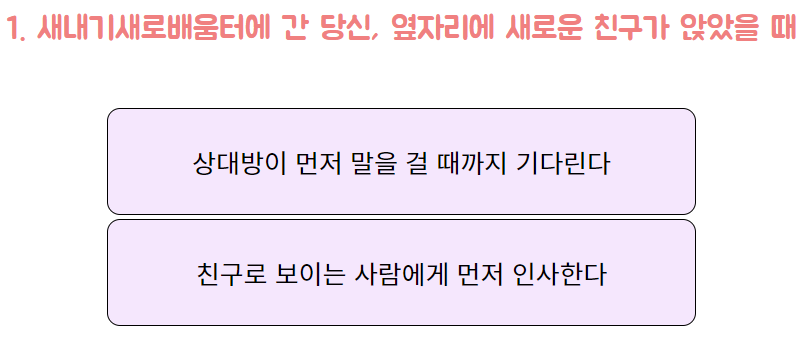 1. 새내기새로배움터에 간 당신, 옆자리에 새로운 친구가 앉았을 때
상대방이 먼저 말을 걸 때까지 기다린다
친구로 보이는 사람에게 먼저 인사한다